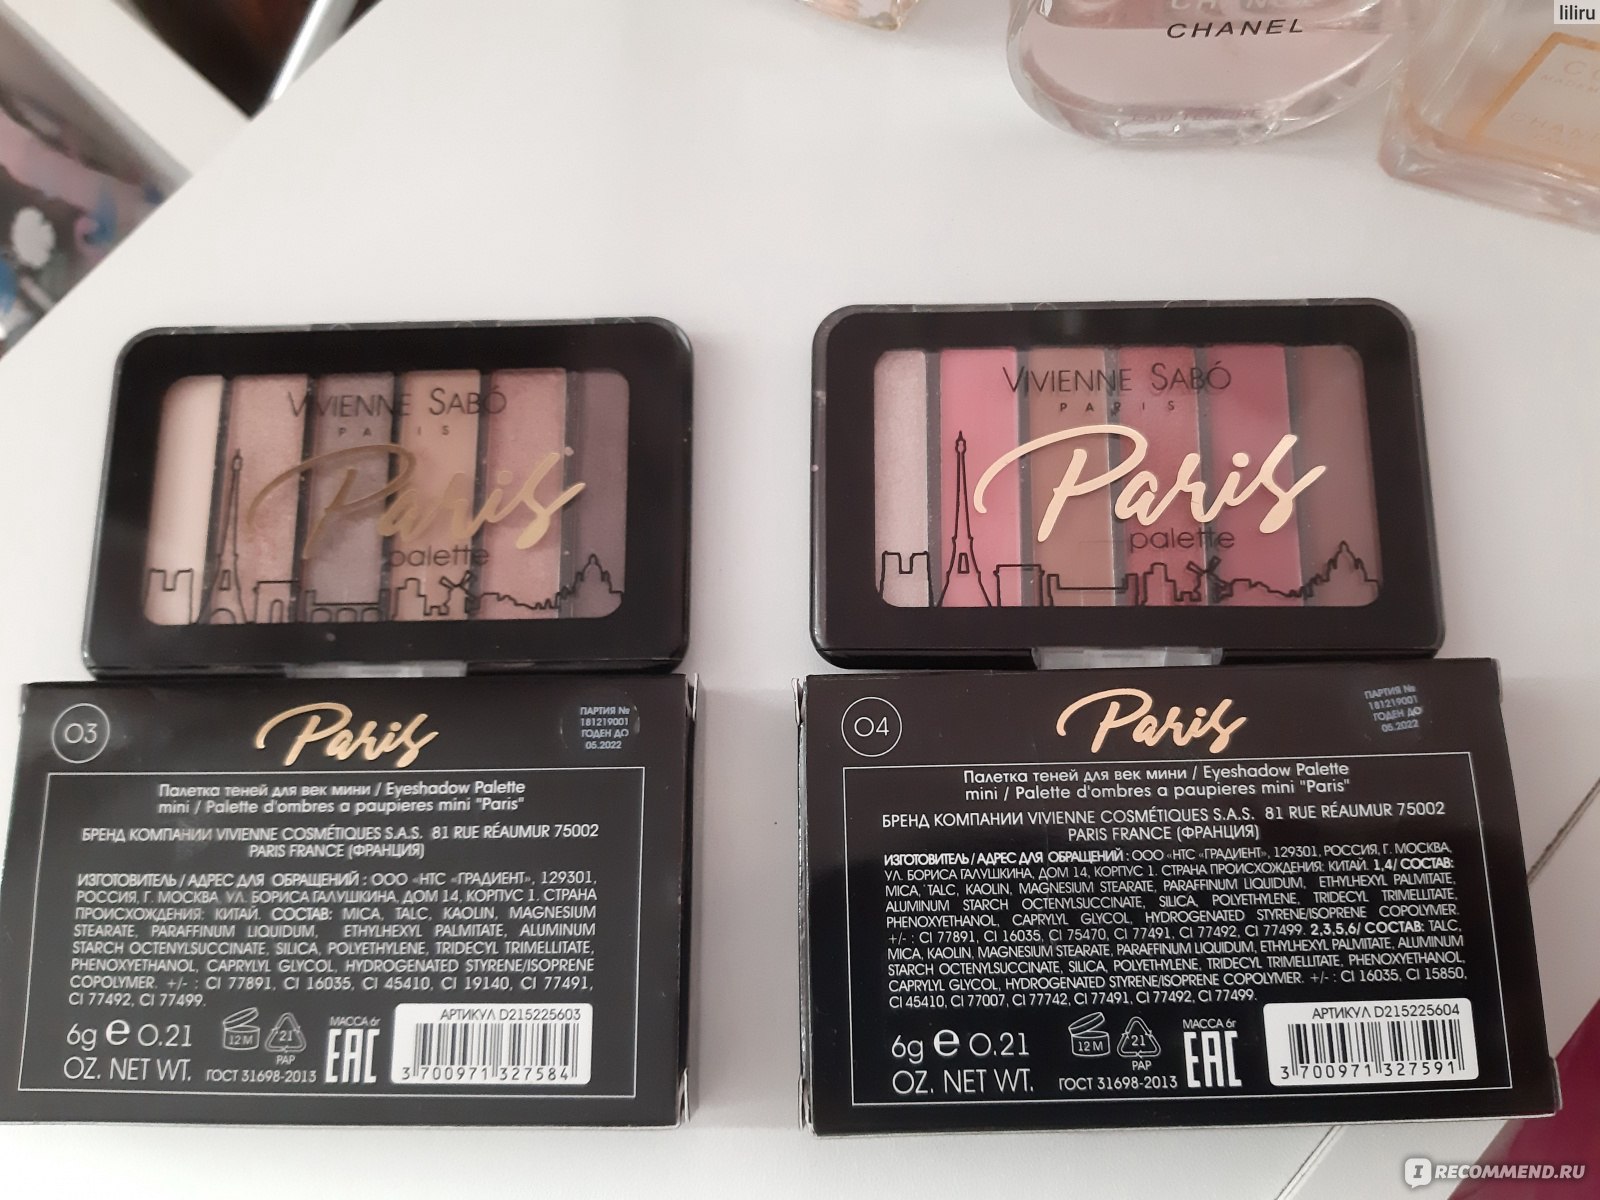 liliru
CHANEL
CHANEL
EAU TENDRE
VIVIENNE SABÓ
PARIS
Paris
palette
VIVIENNE SABÓ
PARIS
Paris
palette
03
Paris
ПАРТИЯ №
181219001
ГОДЕН ДО
05.2022
Палетка теней для век мини / Eyeshadow Palette
mini / Palette d'ombres a paupieres mini "Paris"
БРЕНД КОМПАНИИ VIVIENNE COSMÉTIQUES S.A.S. 81 RUE RÉAUMUR 75002
PARIS FRANCE (ФРАНЦИЯ)
ИЗГОТОВИТЕЛЬ / АДРЕС ДЛЯ ОБРАЩЕНИЙ : ООО «НТС «ГРАДИЕНТ», 129301,
РОССИЯ, Г. МОСКВА, УЛ. БОРИСА ГАЛУШКИНА, ДОМ 14, КОРПУС 1. СТРАНА
ПРОИСХОЖДЕНИЯ: КИТАЙ. СОСТАВ: MICA, TALC, KAOLIN, MAGNESIUM
STEARATE, PARAFFINUM LIQUIDUM, ETHYLHEXYL PALMITATE, ALUMINUM
STARCH OCTENYLSUCCINATE, SILICA, POLYETHYLENE, TRIDECYL TRIMELLITATE,
PHENOXYETHANOL, CAPRYLYL GLYCOL, HYDROGENATED STYRENE/ISOPRENE
COPOLYMER. +/- : CI 77891, CI 16035, CI 45410, CI 19140, CI 77491,
CI 77492, CI 77499.
6g e 0.21
OZ. NET WT.
12 M
21
PAP
ГОСТ 31698-2013
МАССА 6г
EAC
АРТИКУЛ D215225603
3 700971 327584
04
Paris
ПАРТИЯ №
181219001
ГОДЕН ДО
05.2022
Палетка теней для век мини / Eyeshadow Palette
mini / Palette d'ombres a paupieres mini "Paris"
БРЕНД КОМПАНИИ VIVIENNE COSMÉTIQUES S.A.S. 81 RUE RÉAUMUR 75002
PARIS FRANCE (ФРАНЦИЯ)
ИЗГОТОВИТЕЛЬ / АДРЕС ДЛЯ ОБРАЩЕНИЙ : ООО «НТС «ГРАДИЕНТ», 129301, РОССИЯ, Г. МОСКВА,
УЛ. БОРИСА ГАЛУШКИНА, ДОМ 14, КОРПУС 1. СТРАНА ПРОИСХОЖДЕНИЯ: КИТАЙ. 1,4/ СОСТАВ:
MICA, TALC, KAOLIN, MAGNESIUM STEARATE, PARAFFINUM LIQUIDUM, ETHYLHEXYL PALMITATE,
ALUMINUM STARCH OCTENYLSUCCINATE, SILICA, POLYETHYLENE, TRIDECYL TRIMELLITATE,
PHENOXYETHANOL, CAPRYLYL GLYCOL, HYDROGENATED STYRENE/ISOPRENE COPOLYMER.
+/- : CI 77891, CI 16035, CI 75470, CI 77491, CI 77492, CI 77499. 2,3,5,6/ СОСТАВ: TALC,
MICA, KAOLIN, MAGNESIUM STEARATE, PARAFFINUM LIQUIDUM, ETHYLHEXYL PALMITATE, ALUMINUM
STARCH OCTENYLSUCCINATE, SILICA, POLYETHYLENE, TRIDECYL TRIMELLITATE, PHENOXYETHANOL,
CAPRYLYL GLYCOL, HYDROGENATED STYRENE/ISOPRENE COPOLYMER. +/- : CI 16035, CI 15850,
CI 45410, CI 77007, CI 77742, CI 77491, CI 77492, CI 77499.
6g e 0.21
OZ. NET WT.
12 M
21
PAP
ГОСТ 31698-2013
МАССА 6г
EAC
АРТИКУЛ D215225604
3 700971 327591
IRECOMMEND.RU